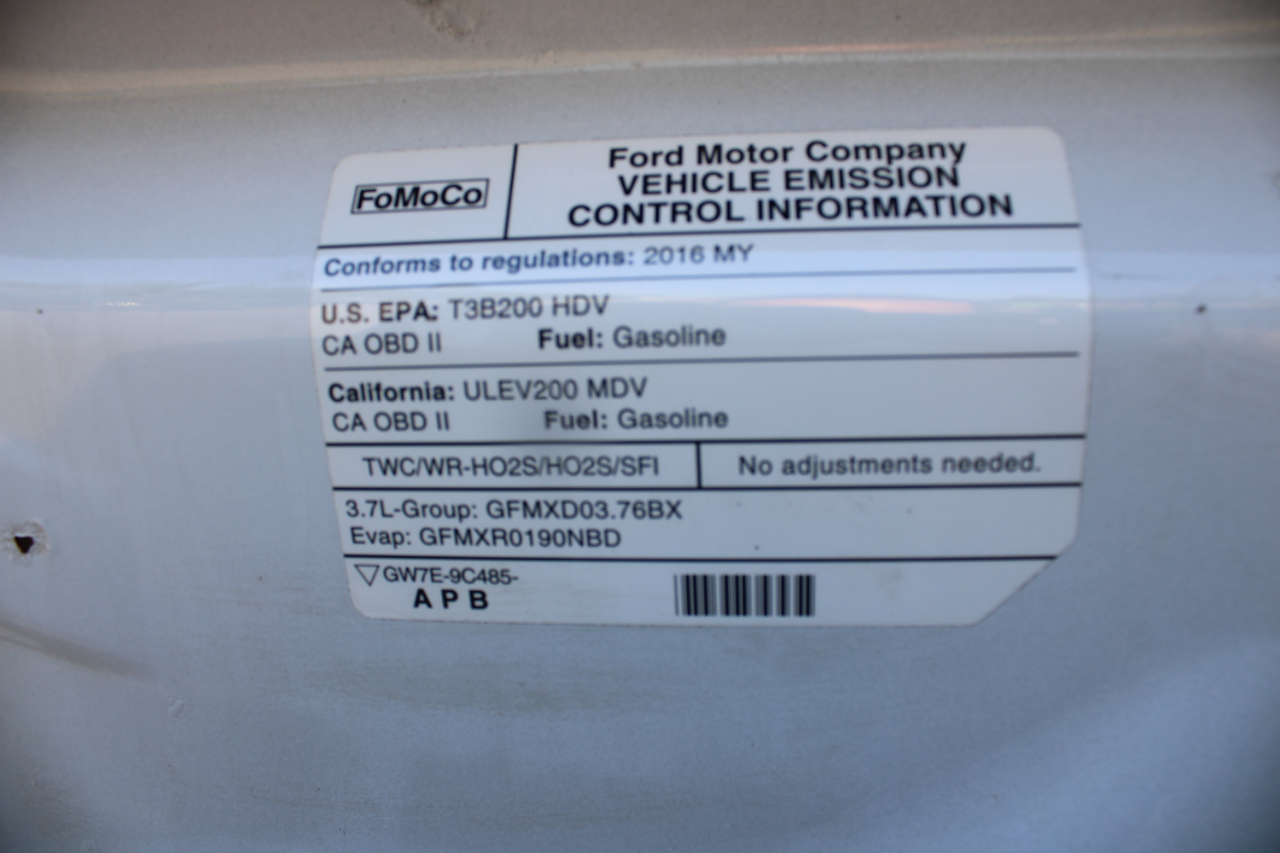 FoMoCo
Ford Motor Company
VEHICLE EMISSION
CONTROL INFORMATION
Conforms to regulations: 2016 MY
U.S. EPA: T3B200 HDV
CA OBD II Fuel: Gasoline
California: ULEV200 MDV
CA OBD II Fuel: Gasoline
TWC/WR-HO2S/HO2S/SFI
No adjustments needed.
3.7L-Group: GFMXD03.76BX
Evap: GFMXR0190NBD
GW7E-9C485-
A P B